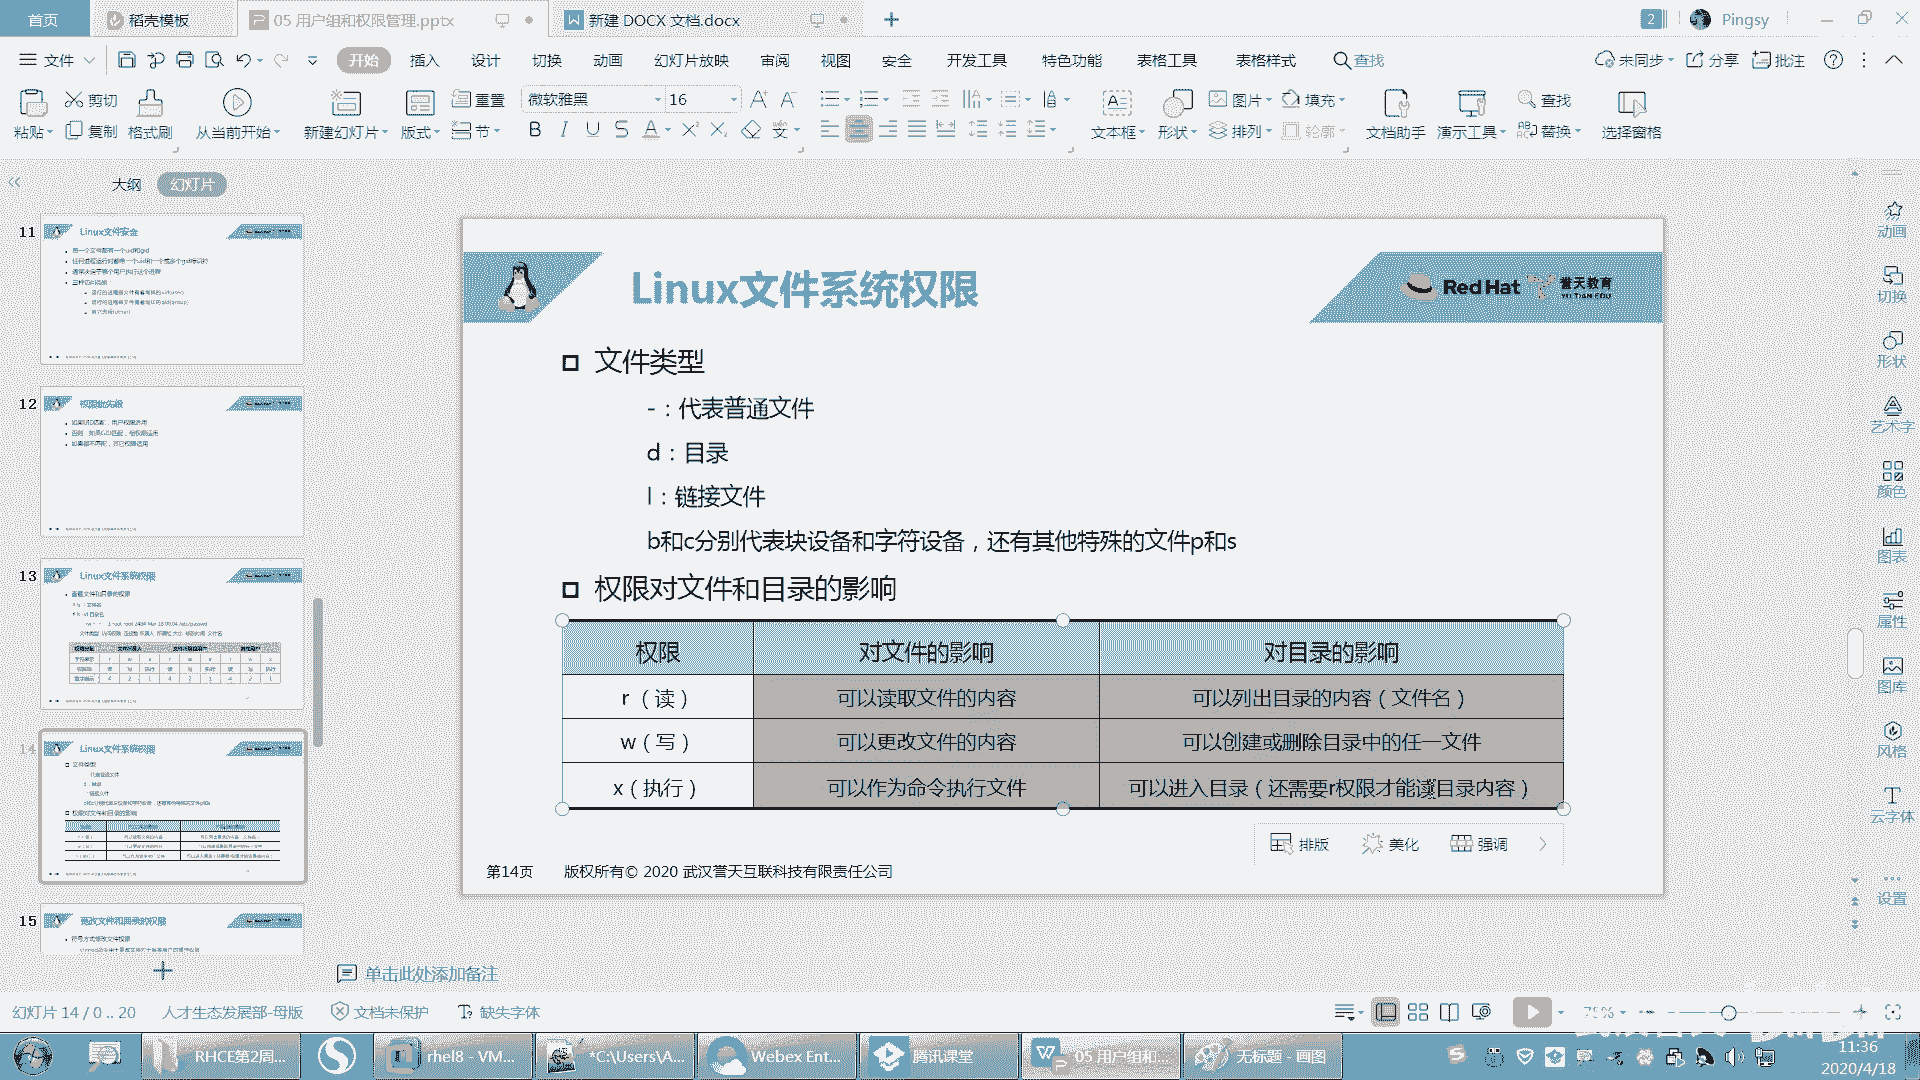 首页
稻壳模板
05 用户组和权限管理.pptx
新建 DOCX 文档.docx
2
Pingsy
文件
开始
插入
设计
切换
动画
幻灯片放映
审阅
视图
安全
开发工具
特色功能
表格工具
表格样式
查找
未同步
分享
批注
粘贴
剪切
复制
格式刷
从当前开始
新建幻灯片
版式
重置
节
微软雅黑
16
文本框
形状
图片
排列
填充
轮廓
文档助手
演示工具
查找
替换
选择窗格
大纲
幻灯片
11
Linux文件安全
12
权限优先级
13
Linux文件系统权限
14
Linux文件系统权限
15
更改文件和目录的权限
Linux文件系统权限
Red Hat
誉天教育
YU TIAN EDU
文件类型
-：代表普通文件
d：目录
l：链接文件
b和c分别代表块设备和字符设备，还有其他特殊的文件p和s
权限对文件和目录的影响
权限 对文件的影响 对目录的影响
r（读） 可以读取文件的内容 可以列出目录的内容（文件名）
w（写） 可以更改文件的内容 可以创建或删除目录中的任一文件
x（执行） 可以作为命令执行文件 可以进入目录（还需要r权限才能读目录内容）
排版
美化
强调
第14页
版权所有© 2020 武汉誉天互联科技有限责任公司
动画
切换
形状
艺术字
颜色
图表
属性
图库
风格
云字体
设置
单击此处添加备注
幻灯片 14 / 0 .. 20
人才生态发展部-母版
文档未保护
缺失字体
75%
RHCE第2周...
rhel8 - VM...
*C:\Users\A...
Webex Ent...
腾讯课堂
05 用户组和...
无标题 - 画图
11:36
2020/4/18